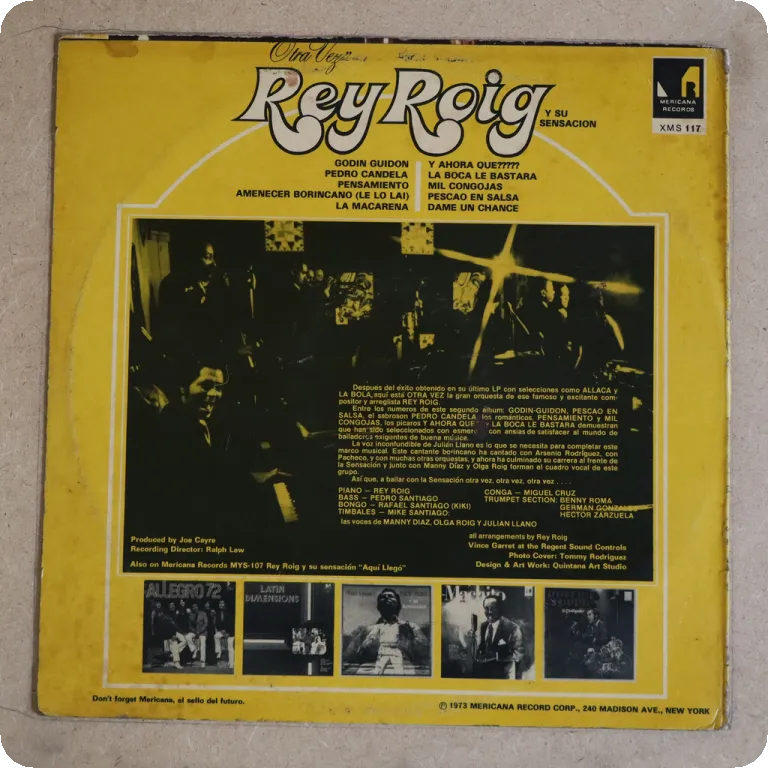 Otra Vez
Rey Roig
Y SU
SENSACION
MERICANA
RECORDS
XMS 117
GODIN GUIDON
PEDRO CANDELA
PENSAMIENTO
AMENECER BORINCANO (LE LO LAI)
LA MACARENA
Y AHORA QUE?????
LA BOCA LE BASTARA
MIL CONGOJAS
PESCAO EN SALSA
DAME UN CHANCE
Después del éxito obtenido en su último LP con selecciones como ALLACA y
LA BOLA, aquí está OTRA VEZ la gran orquesta de ese famoso y excitante com-
positor y arreglista REY ROIG.
Entre los numeros de este segundo álbum: GODIN-GUIDON, PESCAO EN
SALSA, el sabroson PEDRO CANDELA, los románticos, PENSAMIENTO y MIL
CONGOJAS, los pícaros Y AHORA QUE LA BOCA LE BASTARA demuestran
que han sido seleccionados con esmero con ansias de satisfacer al mundo de
bailadores exigentes de buena música.
La voz inconfundible de Julián Llano es lo que se necesita para completar este
marco musical. Este cantante borincano ha cantado con Arsenio Rodríguez, con
Pacheco, y con muchas otras orquestas, y ahora ha culminado su carrera al frente de
la Sensación y junto con Manny Díaz y Olga Roig forman el cuadro vocal de este
grupo.
Así que, a bailar con la Sensación otra vez, otra vez, otra vez . . . .
PIANO — REY ROIG
BASS — PEDRO SANTIAGO
BONGO — RAFAEL SANTIAGO (KIKI)
TIMBALES — MIKE SANTIAGO
CONGA — MIGUEL CRUZ
TRUMPET SECTION: BENNY ROMA
GERMAN GONZALES
HECTOR ZARZUELA
las voces de MANNY DIAZ, OLGA ROIG Y JULIAN LLANO
Produced by Joe Cayre
Recording Director: Ralph Lew
Also on Mericana Records MYS-107 Rey Roig y su sensación "Aquí Llegó"
all arrangements by Rey Roig
Vince Garret at the Regent Sound Controls
Photo Cover: Tommy Rodriguez
Design & Art Work: Quintana Art Studio
ALLEGRO 72
LATIN
DIMENSIONS
Don't forget Mericana, el sello del futuro.
℗ 1973 MERICANA RECORD CORP., 240 MADISON AVE., NEW YORK